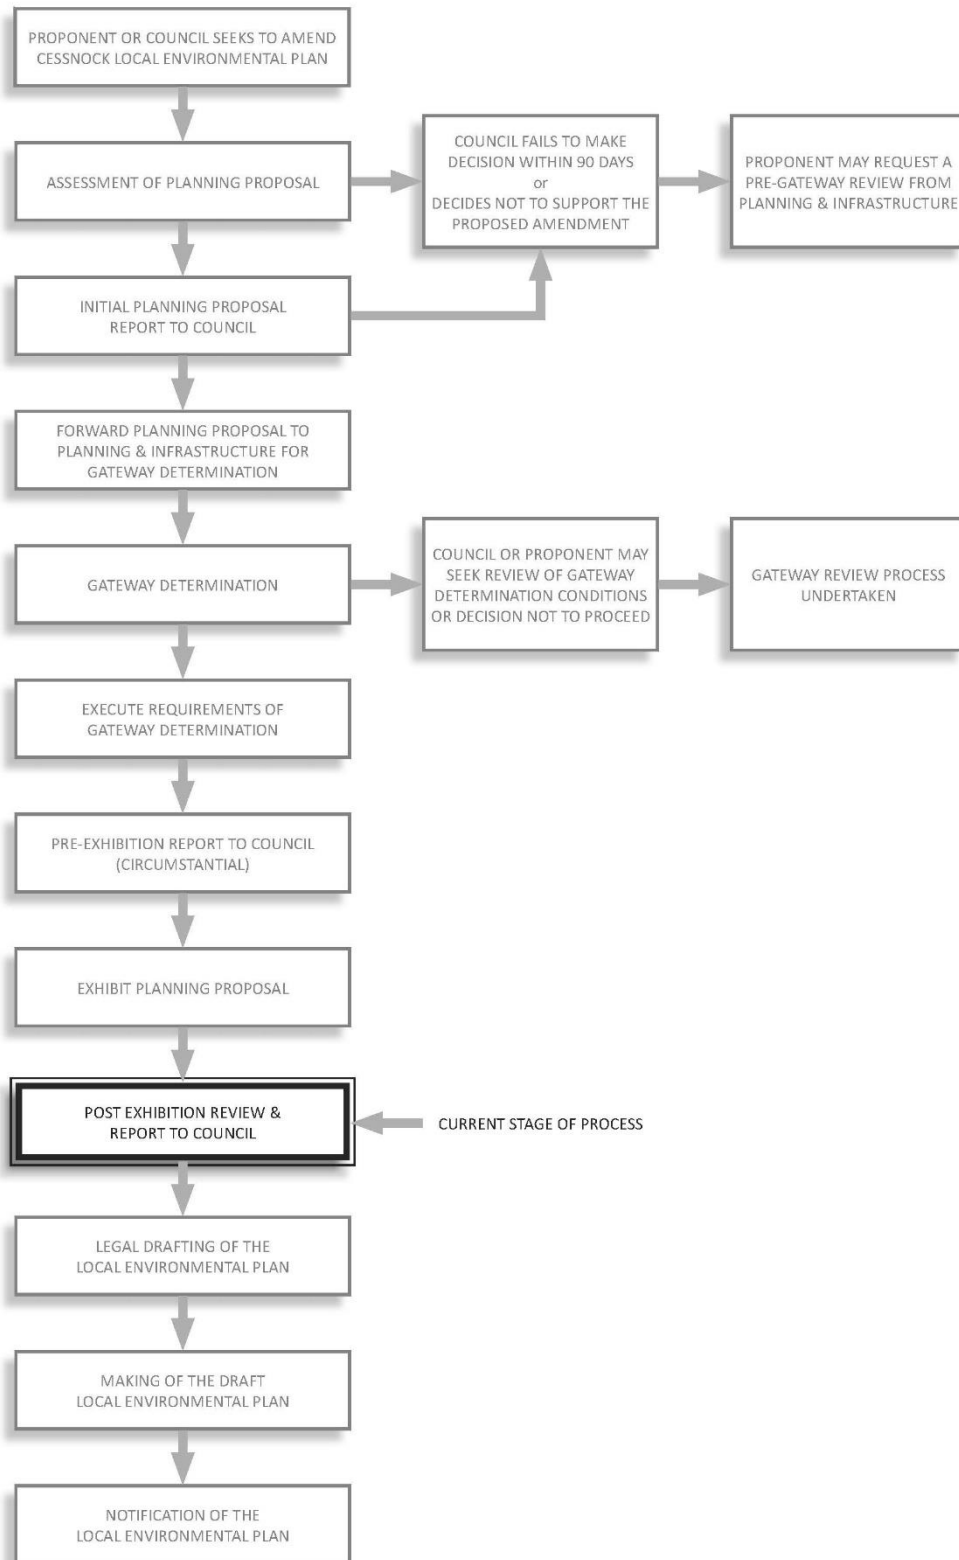 PROPONENT OR COUNCIL SEEKS TO AMEND
CESSNOCK LOCAL ENVIRONMENTAL PLAN
ASSESSMENT OF PLANNING PROPOSAL
COUNCIL FAILS TO MAKE
DECISION WITHIN 90 DAYS
or
DECIDES NOT TO SUPPORT THE
PROPOSED AMENDMENT
PROPONENT MAY REQUEST A
PRE-GATEWAY REVIEW FROM
PLANNING & INFRASTRUCTURE
INITIAL PLANNING PROPOSAL
REPORT TO COUNCIL
FORWARD PLANNING PROPOSAL TO
PLANNING & INFRASTRUCTURE FOR
GATEWAY DETERMINATION
GATEWAY DETERMINATION
COUNCIL OR PROPONENT MAY
SEEK REVIEW OF GATEWAY
DETERMINATION CONDITIONS
OR DECISION NOT TO PROCEED
GATEWAY REVIEW PROCESS
UNDERTAKEN
EXECUTE REQUIREMENTS OF
GATEWAY DETERMINATION
PRE-EXHIBITION REPORT TO COUNCIL
(CIRCUMSTANTIAL)
EXHIBIT PLANNING PROPOSAL
POST EXHIBITION REVIEW &
REPORT TO COUNCIL
CURRENT STAGE OF PROCESS
LEGAL DRAFTING OF THE
LOCAL ENVIRONMENTAL PLAN
MAKING OF THE DRAFT
LOCAL ENVIRONMENTAL PLAN
NOTIFICATION OF THE
LOCAL ENVIRONMENTAL PLAN